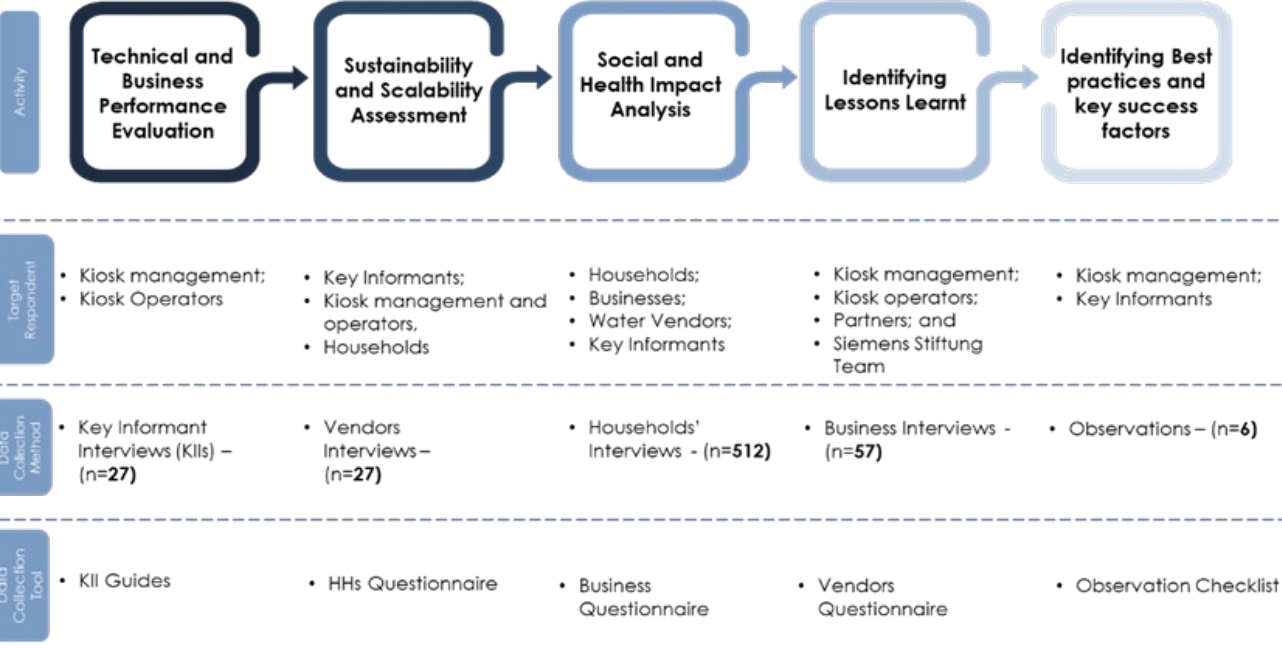 Activity
Technical and
Business
Performance
Evaluation
Sustainability
and Scalability
Assessment
Social and
Health Impact
Analysis
Identifying
Lessons Learnt
Identifying Best
practices and
key success
factors
Target
Respondent
• Kiosk management;
• Kiosk Operators
• Key Informants;
• Kiosk management and
operators,
• Households
• Households;
• Businesses;
• Water Vendors;
• Key Informants
• Kiosk management;
• Kiosk operators;
• Partners; and
• Siemens Stiftung
Team
• Kiosk management;
• Key Informants
Data
Collection
Method
• Key Informant
Interviews (KIIs) –
(n=27)
• Vendors
Interviews –
(n=27)
• Households'
Interviews - (n=512)
• Business Interviews -
(n=57)
• Observations – (n=6)
Data
Collection
Tool
• KII Guides
• HHs Questionnaire
• Business
Questionnaire
• Vendors
Questionnaire
• Observation Checklist